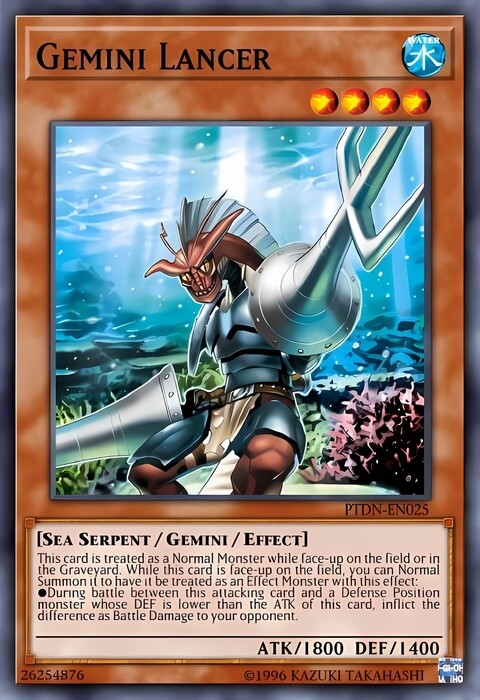 GEMINI LANCER
WATER
水
PTDN-EN025
[SEA SERPENT / GEMINI / EFFECT]
This card is treated as a Normal Monster while face-up on the field or in
the Graveyard. While this card is face-up on the field, you can Normal
Summon it to have it be treated as an Effect Monster with this effect:
●During battle between this attacking card and a Defense Position
monster whose DEF is lower than the ATK of this card, inflict the
difference as Battle Damage to your opponent.
ATK/1800 DEF/1400
26254876
©1996 KAZUKI TAKAHASHI